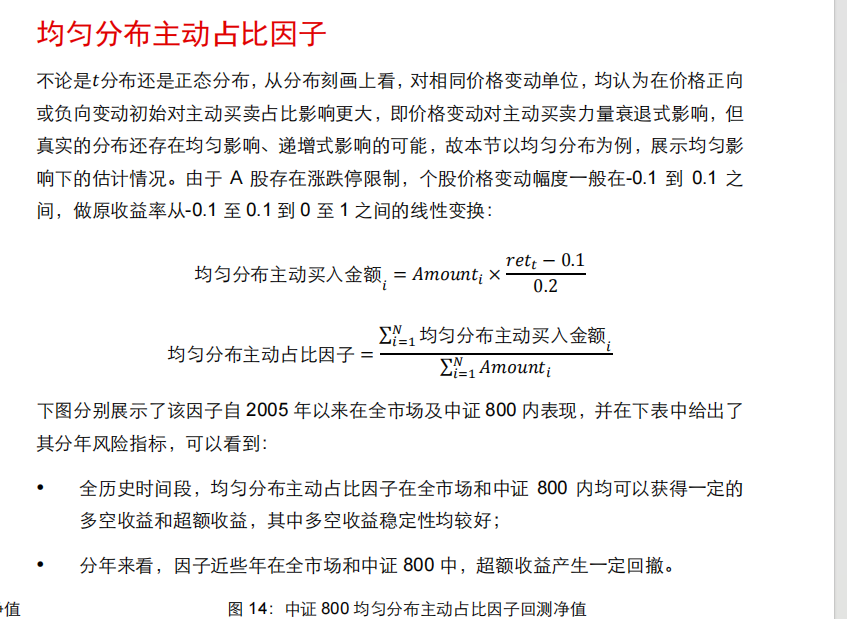 均匀分布主动占比因子
不论是t分布还是正态分布，从分布刻画上看，对相同价格变动单位，均认为在价格正向
或负向变动初始对主动买卖占比影响更大，即价格变动对主动买卖力量衰退式影响，但
真实的分布还存在均匀影响、递增式影响的可能，故本节以均匀分布为例，展示均匀影
响下的估计情况。由于 A 股存在涨跌停限制，个股价格变动幅度一般在-0.1 到 0.1 之
间，做原收益率从-0.1 至 0.1 到 0 至 1 之间的线性变换：
均匀分布主动买入金额_i = Amount_i × (ret_t − 0.1) / 0.2
均匀分布主动占比因子 = ∑_{i=1}^{N} 均匀分布主动买入金额_i / ∑_{i=1}^{N} Amount_i
下图分别展示了该因子自 2005 年以来在全市场及中证 800 内表现，并在下表中给出了
其分年风险指标，可以看到：
• 全历史时间段，均匀分布主动占比因子在全市场和中证 800 内均可以获得一定的
多空收益和超额收益，其中多空收益稳定性均较好；
• 分年来看，因子近些年在全市场和中证 800 中，超额收益产生一定回撤。
净值
图 14：中证 800 均匀分布主动占比因子回测净值